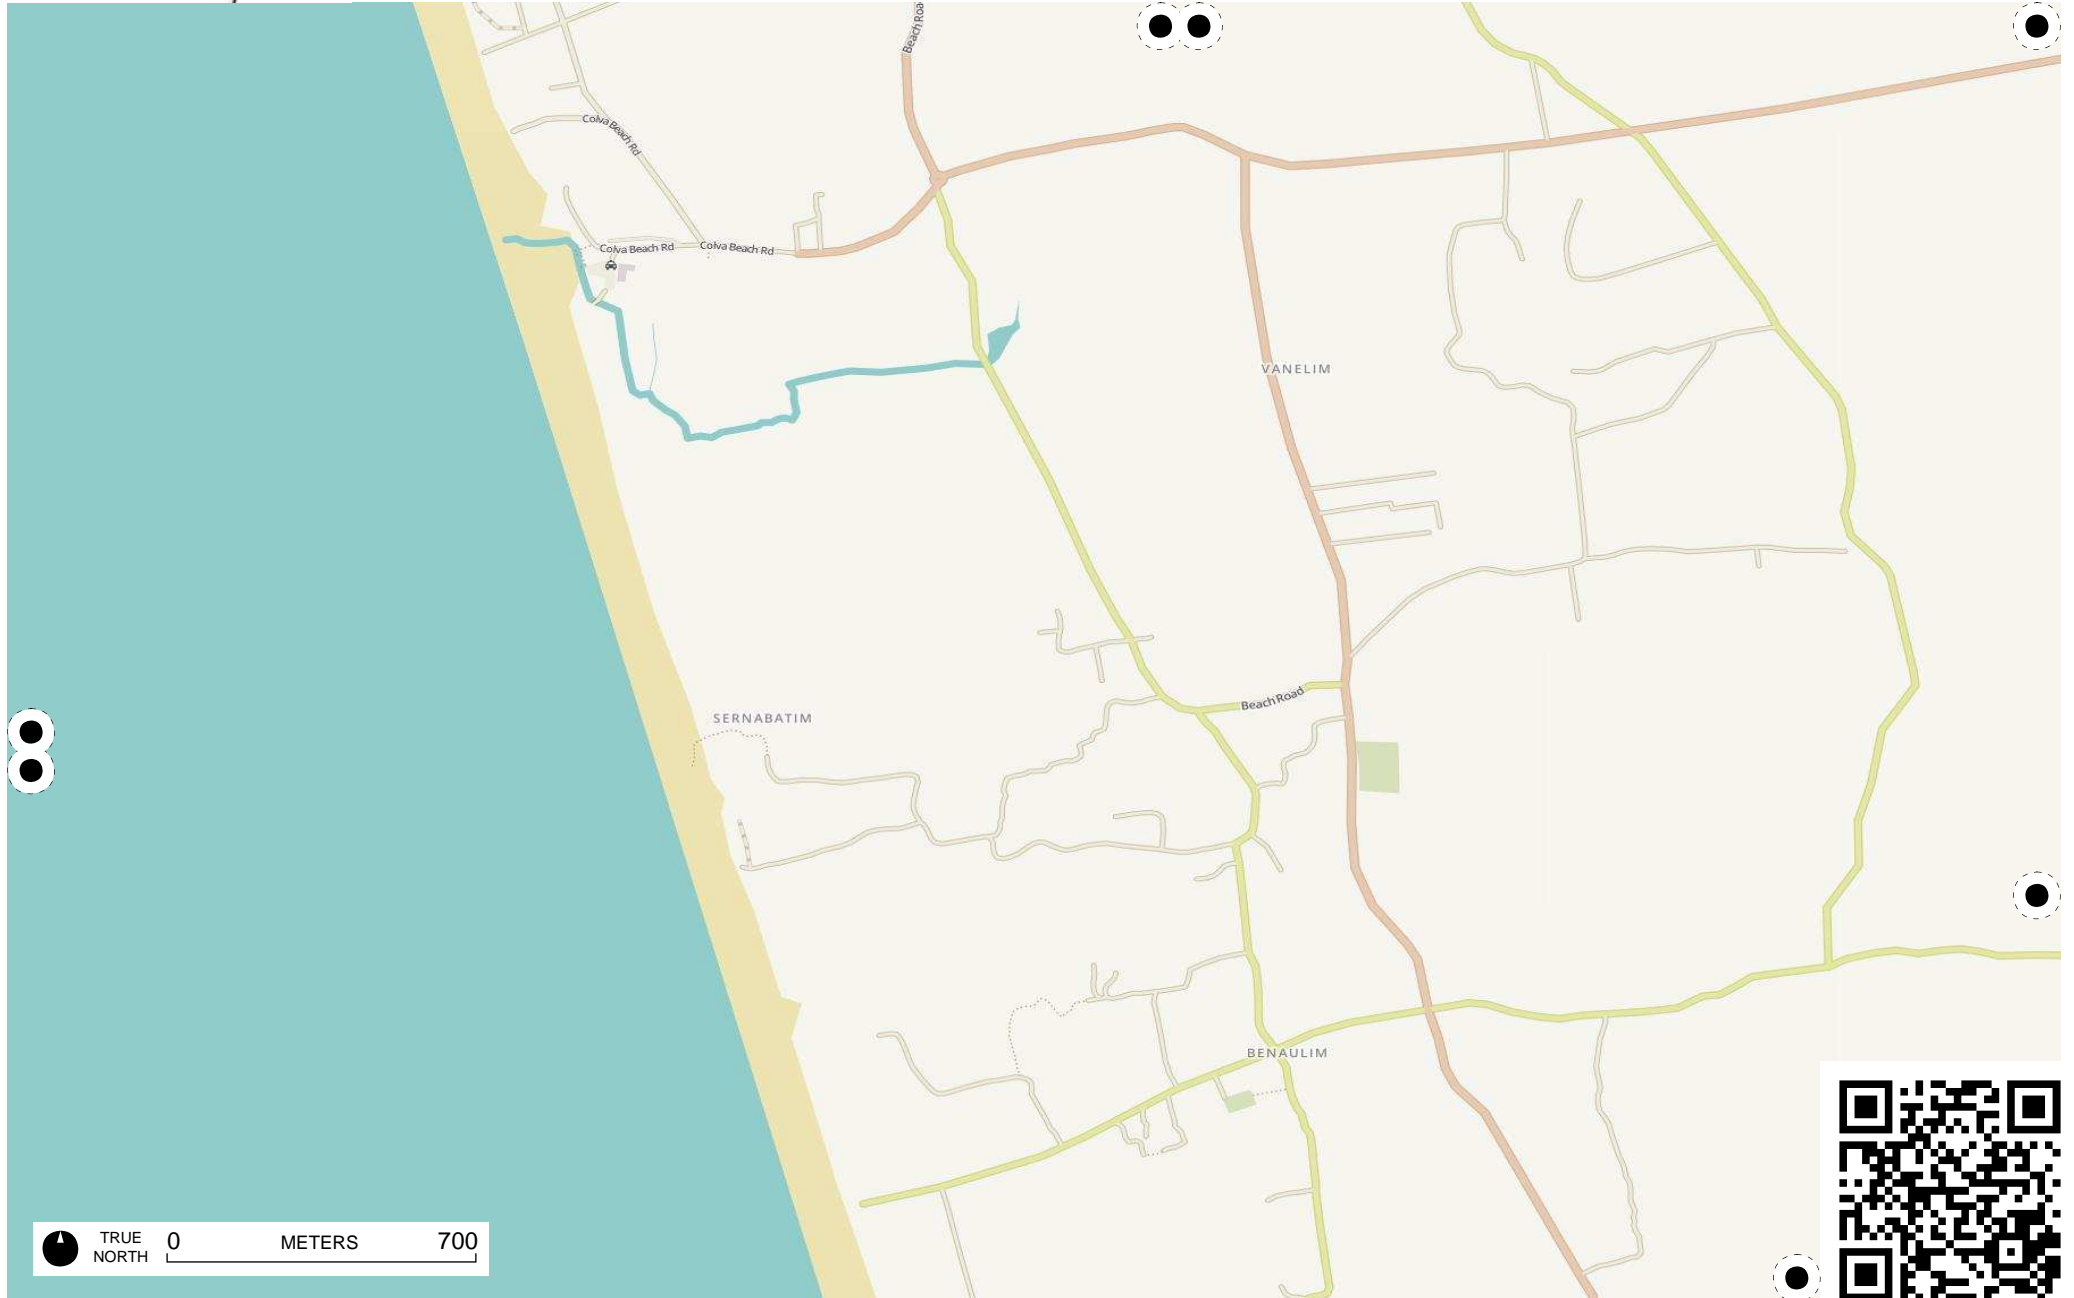 Beach Roa
Colva Beach Rd
Colva Beach Rd
Colva Beach Rd
VANELIM
Beach Road
SERNABATIM
BENAULIM
TRUE
NORTH
0
METERS
700